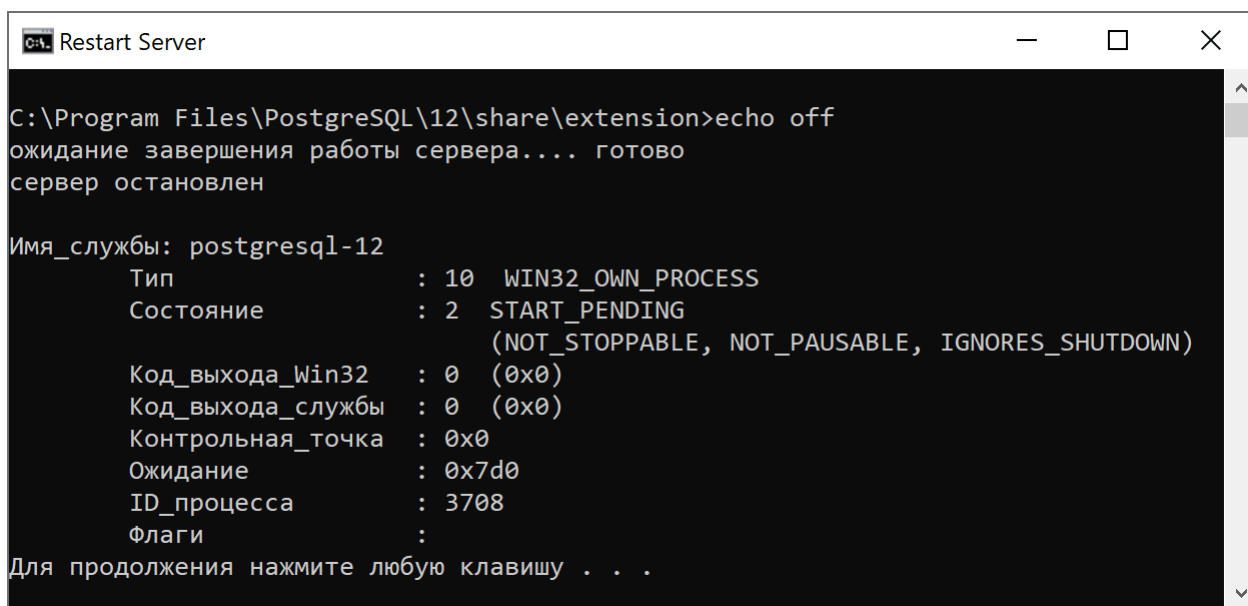 Restart Server
C:\Program Files\PostgreSQL\12\share\extension>echo off
ожидание завершения работы сервера.... готово
сервер остановлен
Имя_службы: postgresql-12
Тип : 10 WIN32_OWN_PROCESS
Состояние : 2 START_PENDING
(NOT_STOPPABLE, NOT_PAUSABLE, IGNORES_SHUTDOWN)
Код_выхода_Win32 : 0 (0x0)
Код_выхода_службы : 0 (0x0)
Контрольная_точка : 0x0
Ожидание : 0x7d0
ID_процесса : 3708
Флаги :
Для продолжения нажмите любую клавишу . . .